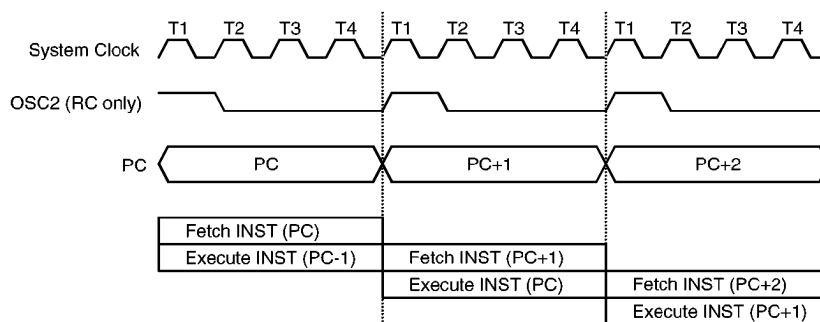 T1 T2 T3 T4 T1 T2 T3 T4 T1 T2 T3 T4
System Clock
OSC2 (RC only)
PC PC PC+1 PC+2
Fetch INST (PC)
Execute INST (PC-1) Fetch INST (PC+1)
Execute INST (PC) Fetch INST (PC+2)
Execute INST (PC+1)